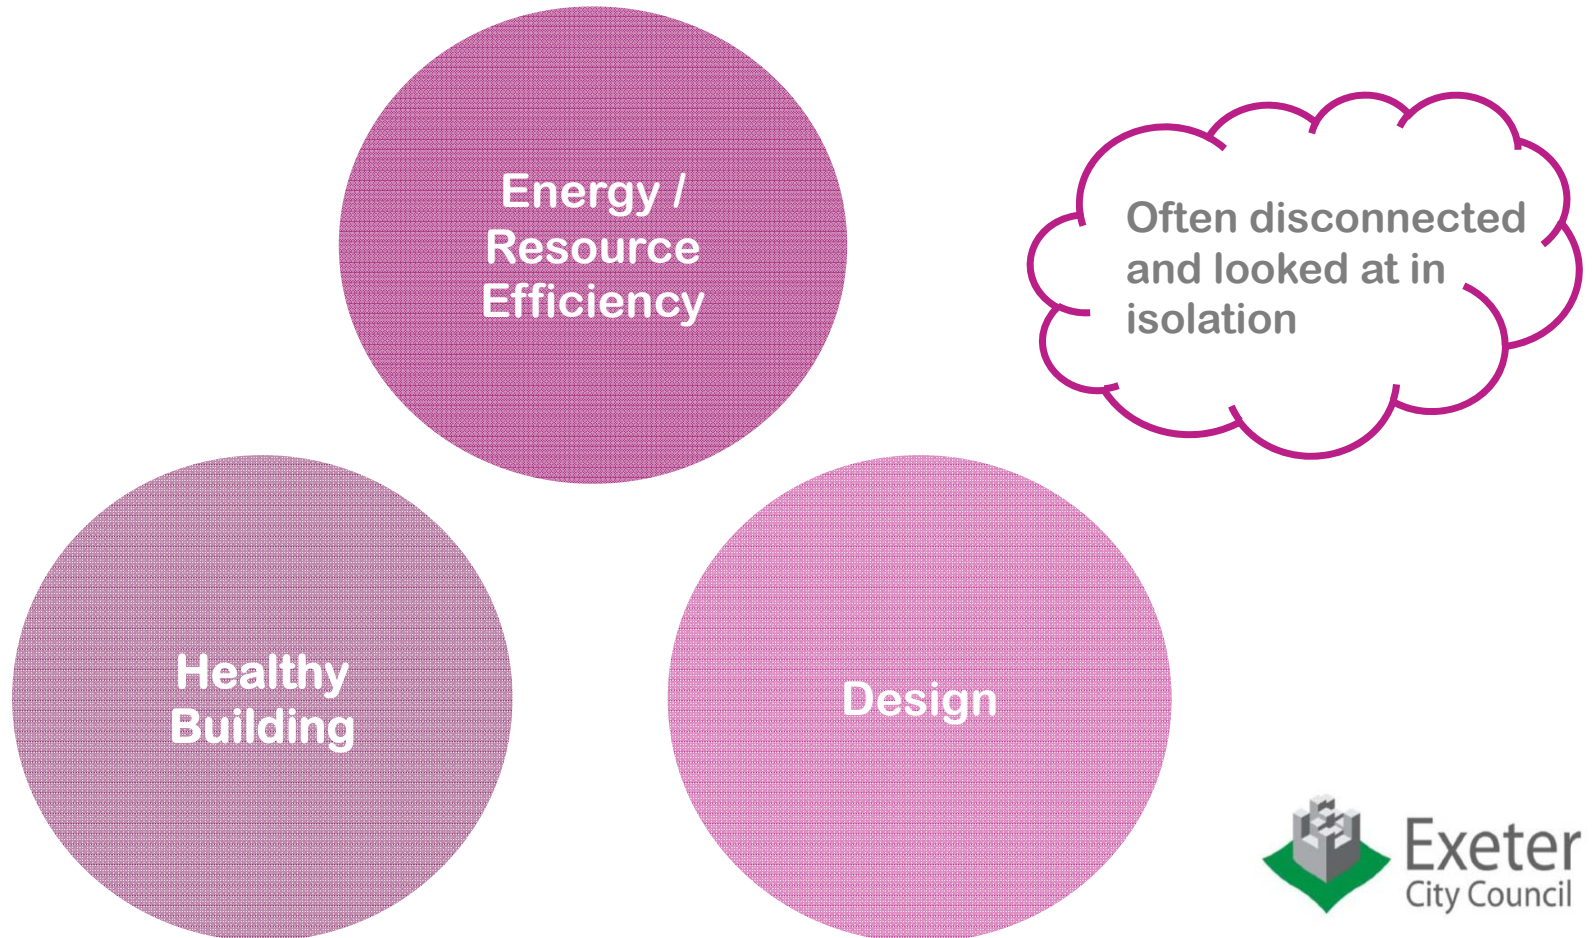 Energy /
Resource
Efficiency
Often disconnected
and looked at in
isolation
Healthy
Building
Design
Exeter
City Council